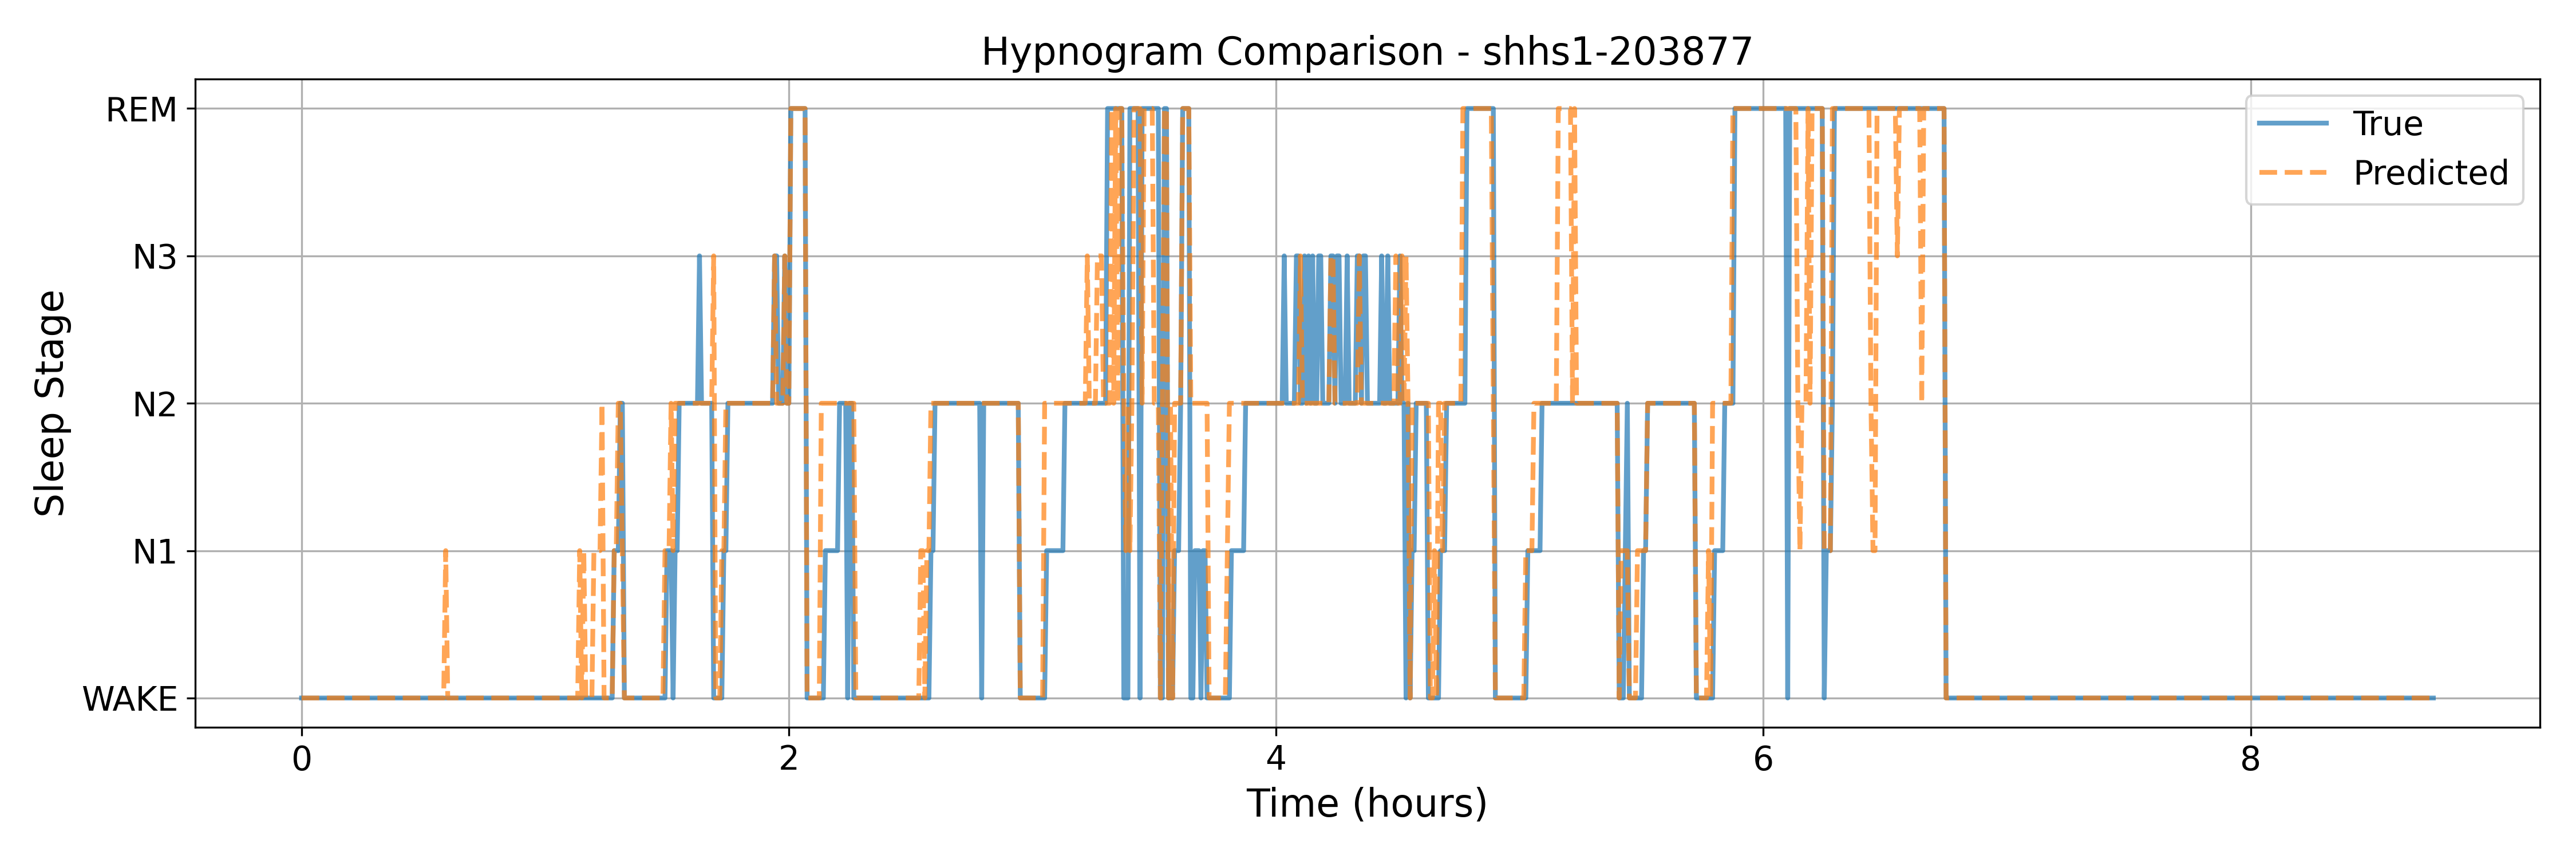 Hypnogram Comparison - shhs1-203877
REM
N3
N2
N1
WAKE
Sleep Stage
True
Predicted
0 2 4 6 8
Time (hours)